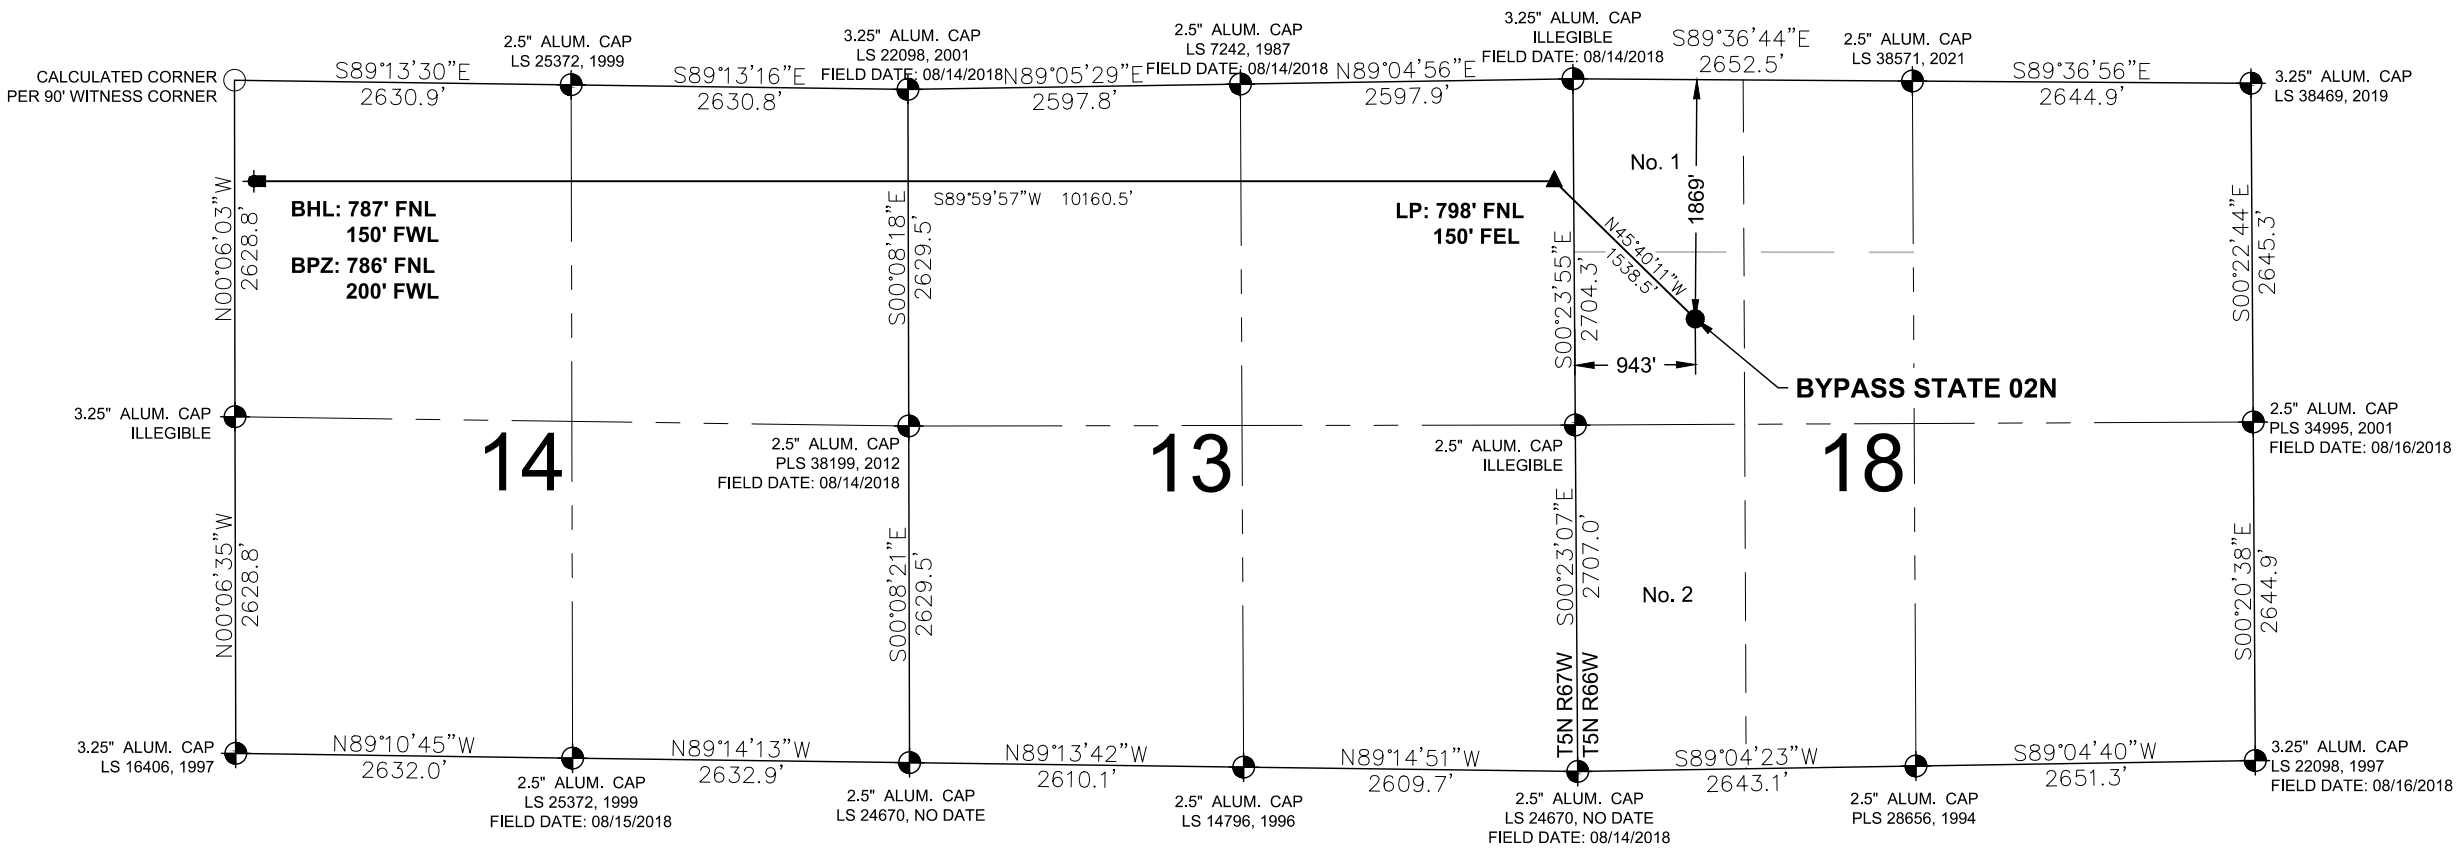 3.25" ALUM. CAP
ILLEGIBLE
FIELD DATE: 08/14/2018
3.25" ALUM. CAP
LS 22098, 2001
FIELD DATE: 08/14/2018
2.5" ALUM. CAP
LS 7242, 1987
FIELD DATE: 08/14/2018
2.5" ALUM. CAP
LS 25372, 1999
S89°36'44"E
2652.5'
2.5" ALUM. CAP
LS 38571, 2021
CALCULATED CORNER
PER 90' WITNESS CORNER
S89°13'30"E
2630.9'
S89°13'16"E
2630.8'
N89°05'29"E
2597.8'
N89°04'56"E
2597.9'
S89°36'56"E
2644.9'
3.25" ALUM. CAP
LS 38469, 2019
No. 1
1869'
N00°06'03"W
2628.8'
BHL: 787' FNL
150' FWL
BPZ: 786' FNL
200' FWL
S00°08'18"E
2629.5'
S89°59'57"W 10160.5'
LP: 798' FNL
150' FEL
N45°40'11"W
1538.5'
S00°23'55"E
2704.3'
S00°22'44"E
2645.3'
943'
BYPASS STATE 02N
3.25" ALUM. CAP
ILLEGIBLE
14
2.5" ALUM. CAP
PLS 38199, 2012
FIELD DATE: 08/14/2018
13
2.5" ALUM. CAP
ILLEGIBLE
18
2.5" ALUM. CAP
PLS 34995, 2001
FIELD DATE: 08/16/2018
N00°06'35"W
2628.8'
S00°08'21"E
2629.5'
S00°23'07"E
2707.0'
No. 2
S00°20'38"E
2644.9'
T5N R67W
T5N R66W
3.25" ALUM. CAP
LS 16406, 1997
N89°10'45"W
2632.0'
N89°14'13"W
2632.9'
N89°13'42"W
2610.1'
N89°14'51"W
2609.7'
S89°04'23"W
2643.1'
S89°04'40"W
2651.3'
3.25" ALUM. CAP
LS 22098, 1997
FIELD DATE: 08/16/2018
2.5" ALUM. CAP
LS 25372, 1999
FIELD DATE: 08/15/2018
2.5" ALUM. CAP
LS 24670, NO DATE
2.5" ALUM. CAP
LS 14796, 1996
2.5" ALUM. CAP
LS 24670, NO DATE
FIELD DATE: 08/14/2018
2.5" ALUM. CAP
PLS 28656, 1994